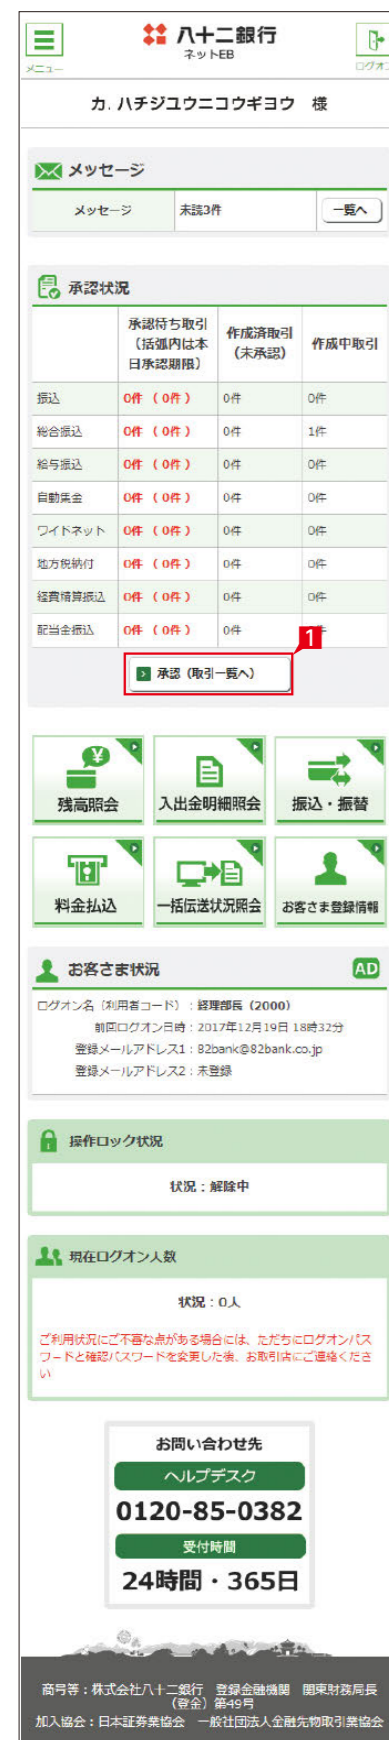 八十二銀行
ネットEB
メニュー
ログオ
カ. ハチジユウニコウギヨウ 様
メッセージ
メッセージ 未読3件 一覧へ
承認状況
承認待ち取引 作成済取引 作成中取引
（括弧内は本 （未承認）
日承認期限）
振込 0件 ( 0件 ) 0件 0件
総合振込 0件 ( 0件 ) 0件 1件
給与振込 0件 ( 0件 ) 0件 0件
自動集金 0件 ( 0件 ) 0件 0件
ワイドネット 0件 ( 0件 ) 0件 0件
地方税納付 0件 ( 0件 ) 0件 0件
経費精算振込 0件 ( 0件 ) 0件 0件
配当金振込 0件 ( 0件 ) 0件 件
1
承認（取引一覧へ）
残高照会 入出金明細照会 振込・振替
料金払込 一括伝送状況照会 お客さま登録情報
お客さま状況 AD
ログオン名（利用者コード）：経理部長（2000）
前回ログオン日時：2017年12月19日 18時32分
登録メールアドレス1：82bank@82bank.co.jp
登録メールアドレス2：未登録
操作ロック状況
状況：解除中
現在ログオン人数
状況：0人
ご利用状況にご不審な点がある場合には、ただちにログオンパス
ワードと確認パスワードを変更した後、お取引店にご連絡くださ
い
お問い合わせ先
ヘルプデスク
0120-85-0382
受付時間
24時間・365日
商号等：株式会社八十二銀行 登録金融機関 関東財務局長
（登金）第49号
加入協会：日本証券業協会 一般社団法人金融先物取引業協会